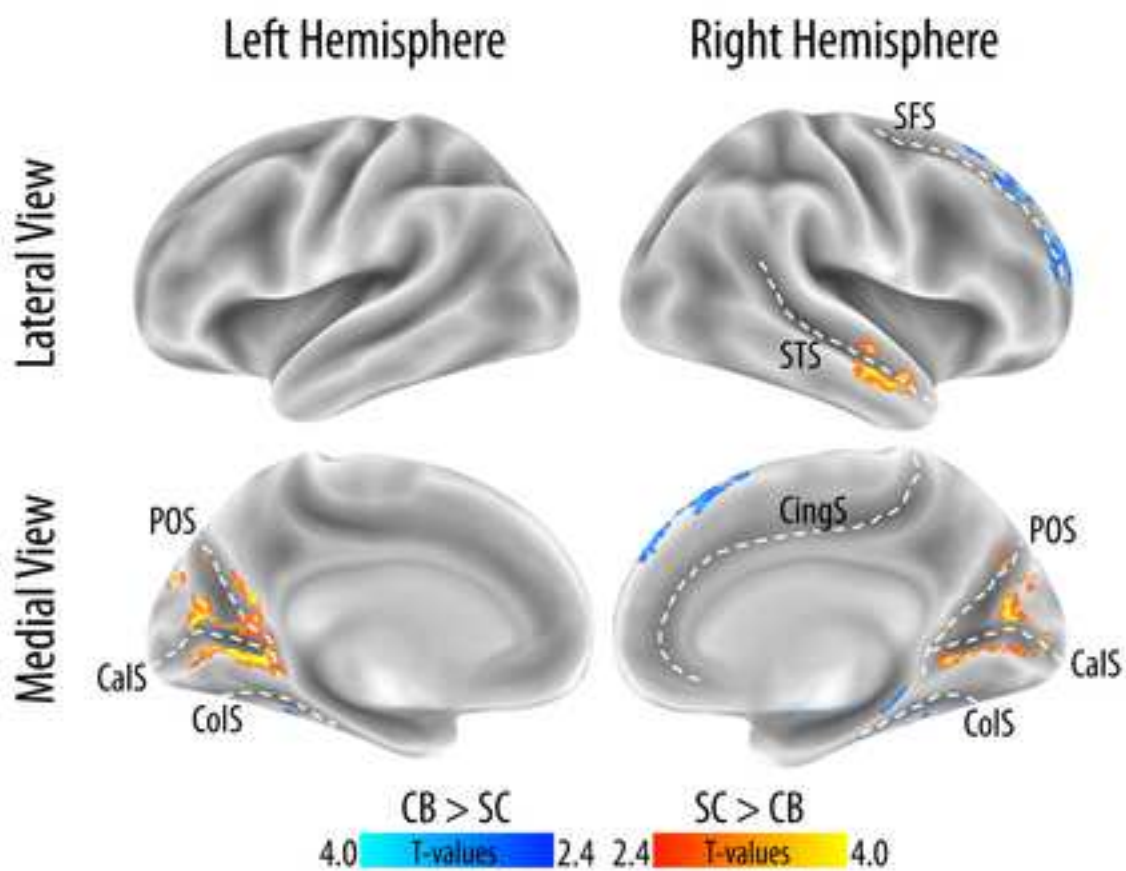 Left Hemisphere Right Hemisphere
Lateral View
SFS
STS
Medial View
POS
CalS
ColS
CingS
POS
CalS
ColS
CB > SC SC > CB
4.0 T-values 2.4 2.4 T-values 4.0